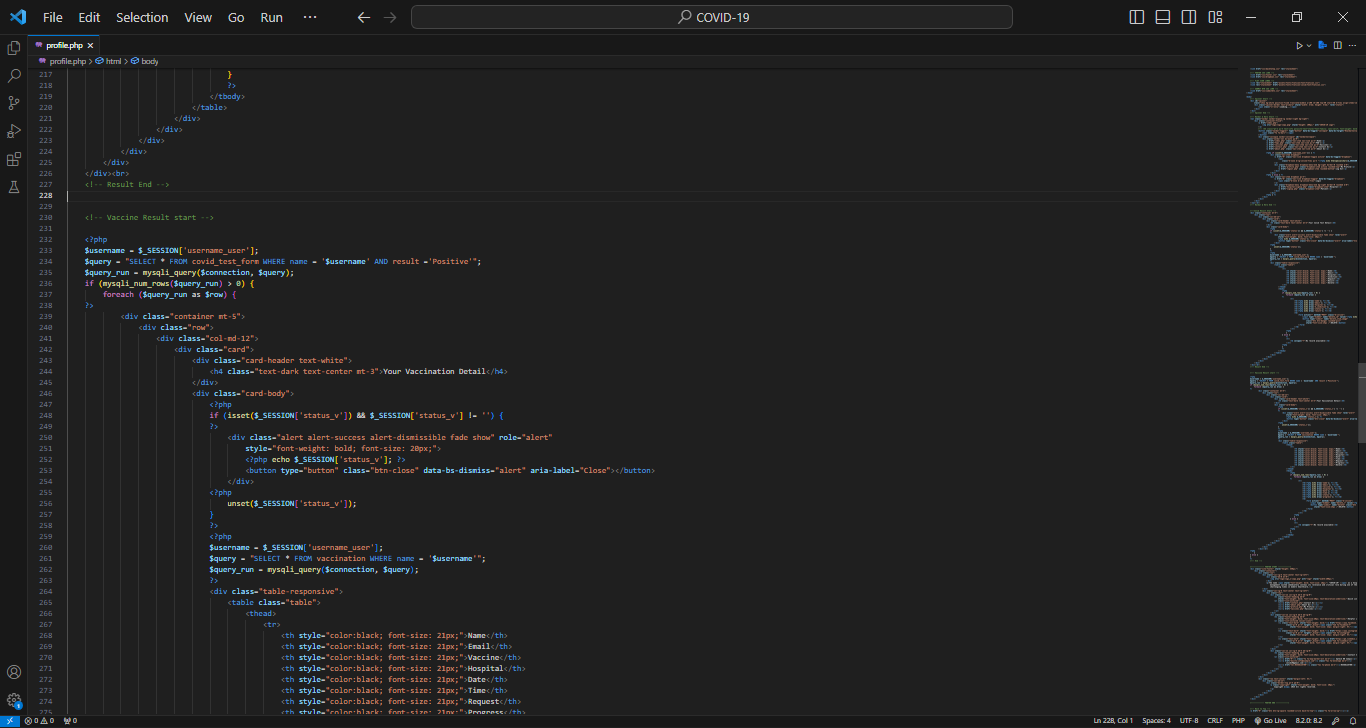 File Edit Selection View Go Run ··· COVID-19
profile.php
profile.php > html > body
217 }
218 ?>
219 </tbody>
220 </table>
221 </div>
222 </div>
223 </div>
224 </div>
225 </div>
226 </div><br>
227 <!-- Result End -->
228
229
230 <!-- Vaccine Result start -->
231
232 <?php
233 $username = $_SESSION['username_user'];
234 $query = "SELECT * FROM covid_test_form WHERE name = '$username' AND result ='Positive'";
235 $query_run = mysqli_query($connection, $query);
236 if (mysqli_num_rows($query_run) > 0) {
237 foreach ($query_run as $row) {
238 ?>
239 <div class="container mt-5">
240 <div class="row">
241 <div class="col-md-12">
242 <div class="card">
243 <div class="card-header text-white">
244 <h4 class="text-dark text-center mt-3">Your Vaccination Detail</h4>
245 </div>
246 <div class="card-body">
247 <?php
248 if (isset($_SESSION['status_v']) && $_SESSION['status_v'] != '') {
249 ?>
250 <div class="alert alert-success alert-dismissible fade show" role="alert"
251 style="font-weight: bold; font-size: 20px;">
252 <?php echo $_SESSION['status_v']; ?>
253 <button type="button" class="btn-close" data-bs-dismiss="alert" aria-label="Close"></button>
254 </div>
255 <?php
256 unset($_SESSION['status_v']);
257 }
258 ?>
259 <?php
260 $username = $_SESSION['username_user'];
261 $query = "SELECT * FROM vaccination WHERE name = '$username'";
262 $query_run = mysqli_query($connection, $query);
263 ?>
264 <div class="table-responsive">
265 <table class="table">
266 <thead>
267 <tr>
268 <th style="color:black; font-size: 21px;">Name</th>
269 <th style="color:black; font-size: 21px;">Email</th>
270 <th style="color:black; font-size: 21px;">Vaccine</th>
271 <th style="color:black; font-size: 21px;">Hospital</th>
272 <th style="color:black; font-size: 21px;">Date</th>
273 <th style="color:black; font-size: 21px;">Time</th>
274 <th style="color:black; font-size: 21px;">Request</th>
275 <th style="color:black; font-size: 21px;">Progress</th>
0 0 0 Ln 228, Col 1 Spaces: 4 UTF-8 CRLF PHP Go Live 8.2.0: 8.2